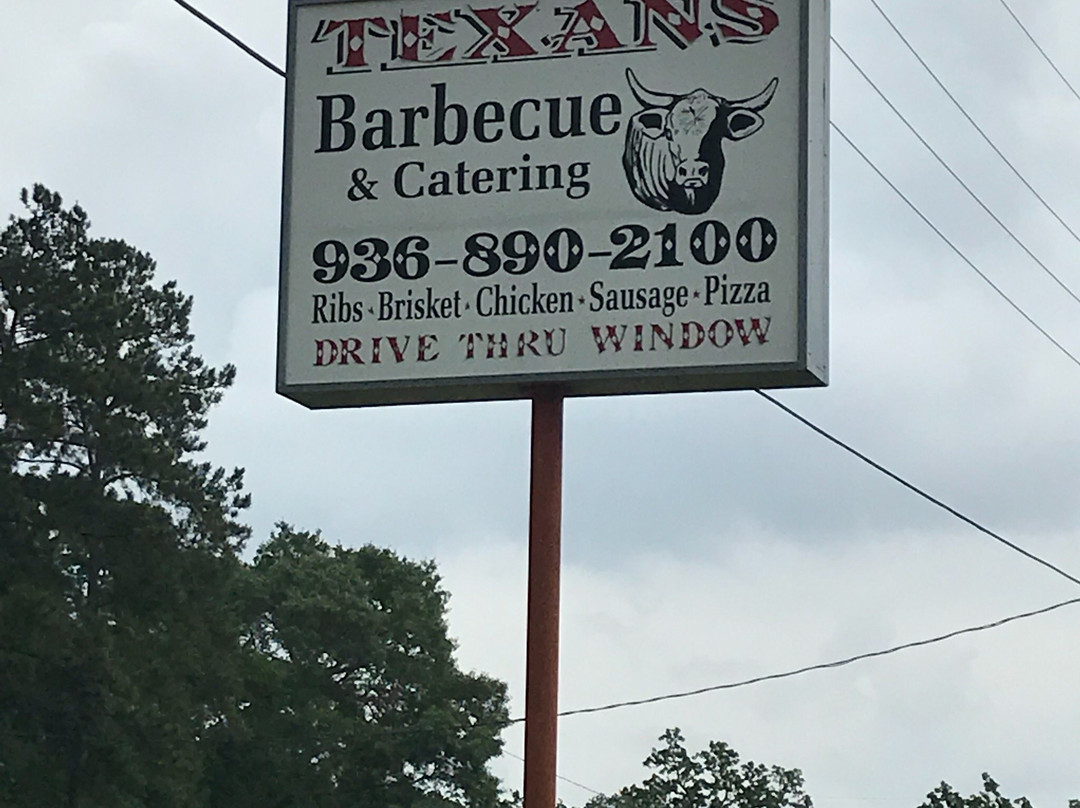 TEXANS
Barbecue
& Catering
936-890-2100
Ribs · Brisket · Chicken · Sausage · Pizza
DRIVE THRU WINDOW